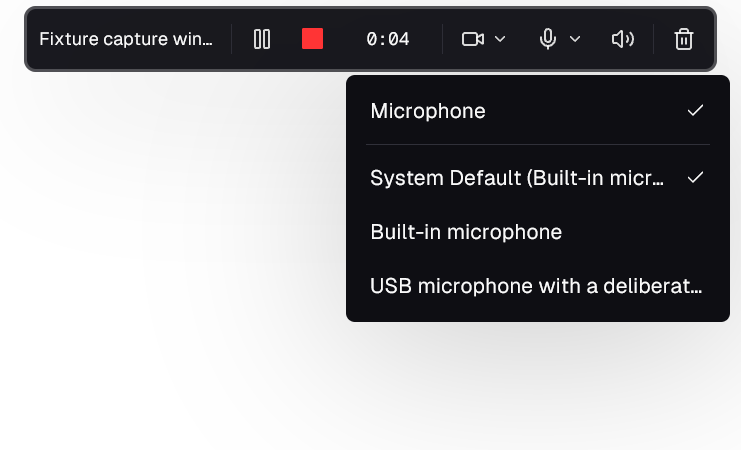 Fixture capture win...
0:04
Microphone
System Default (Built-in micr...
Built-in microphone
USB microphone with a deliberat...